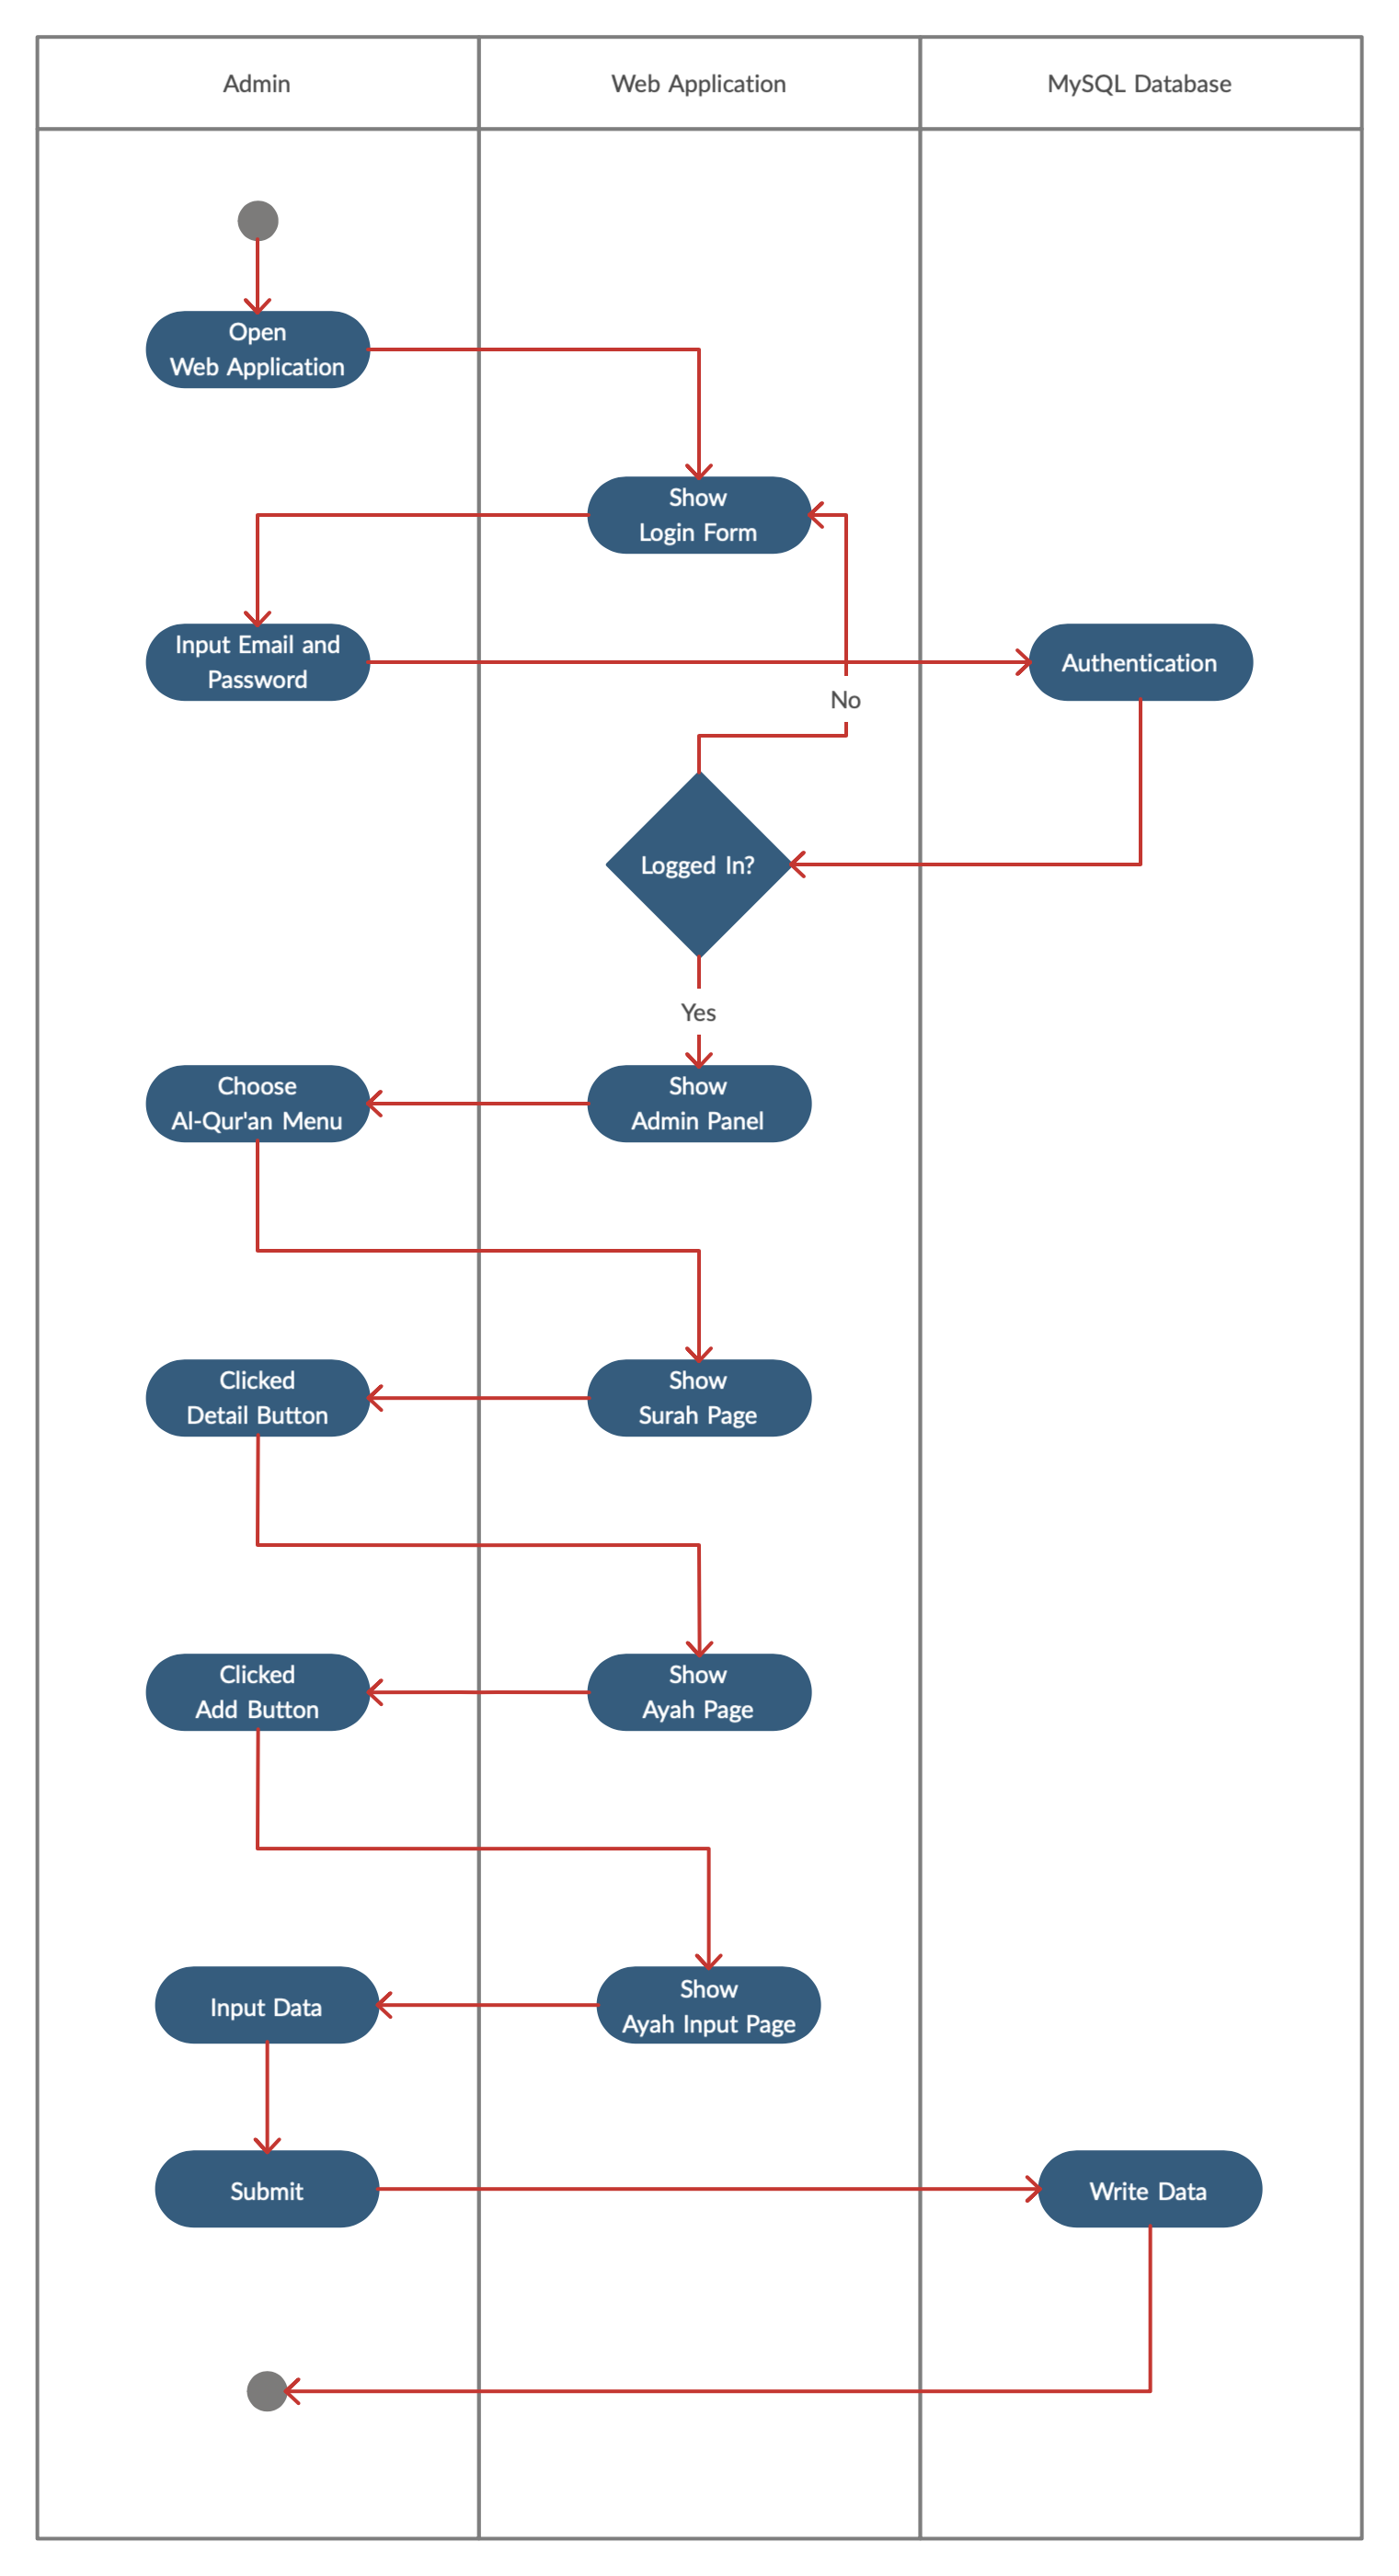 Admin
Web Application
MySQL Database
Open
Web Application
Show
Login Form
Input Email and
Password
Authentication
No
Logged In?
Yes
Choose
Al-Qur'an Menu
Show
Admin Panel
Clicked
Detail Button
Show
Surah Page
Clicked
Add Button
Show
Ayah Page
Input Data
Show
Ayah Input Page
Submit
Write Data